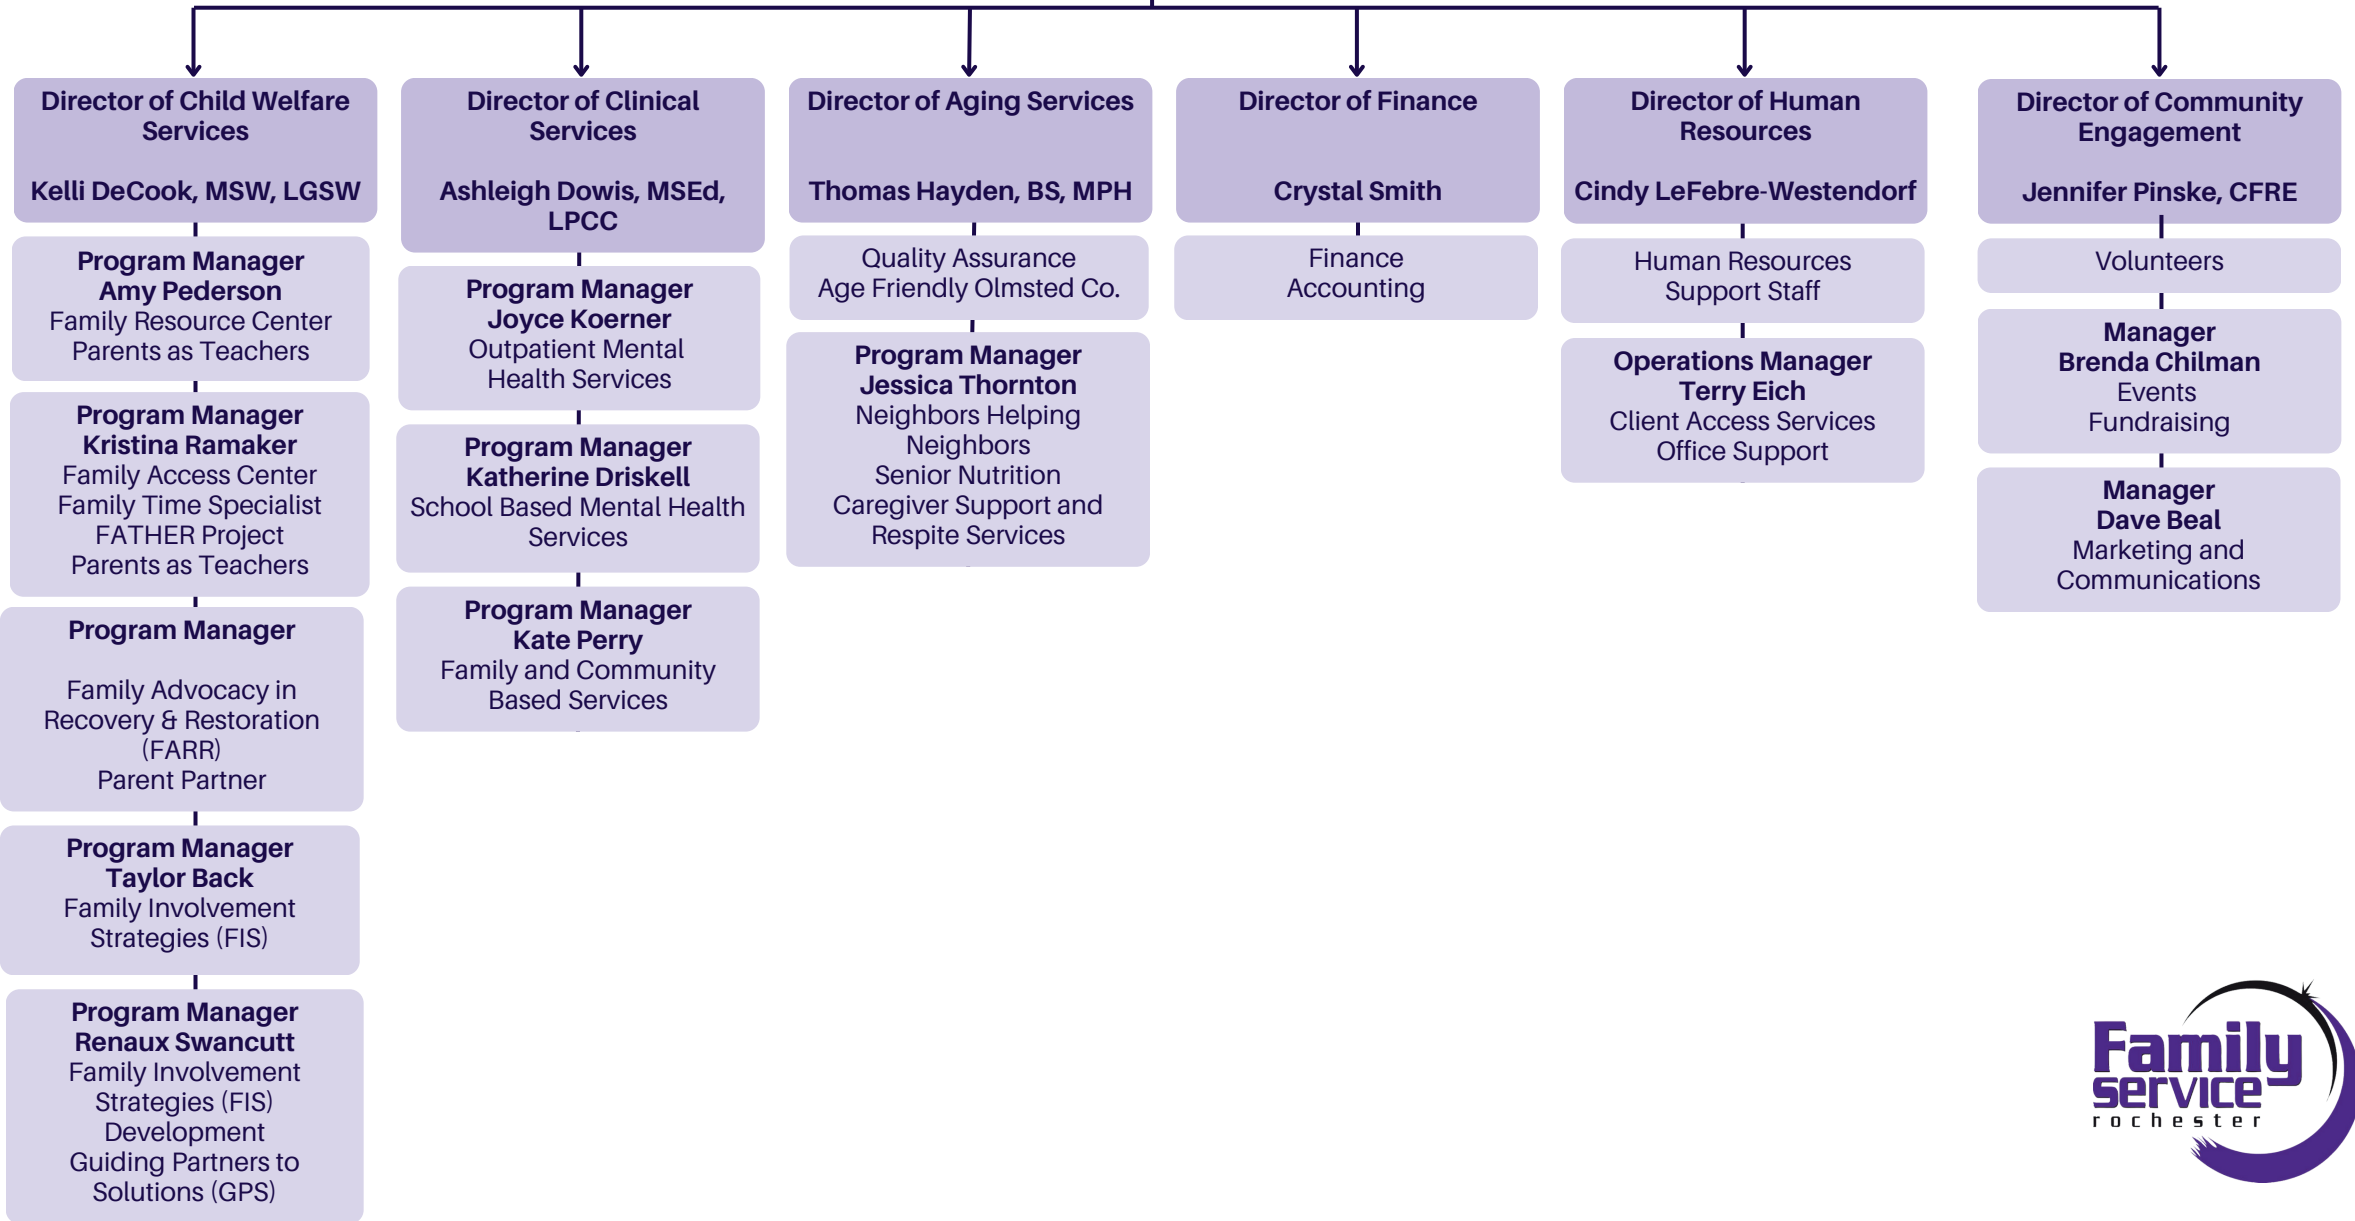 Director of Child Welfare
Services
Kelli DeCook, MSW, LGSW
Program Manager
Amy Pederson
Family Resource Center
Parents as Teachers
Program Manager
Kristina Ramaker
Family Access Center
Family Time Specialist
FATHER Project
Parents as Teachers
Program Manager
Family Advocacy in
Recovery & Restoration
(FARR)
Parent Partner
Program Manager
Taylor Back
Family Involvement
Strategies (FIS)
Program Manager
Renaux Swancutt
Family Involvement
Strategies (FIS)
Development
Guiding Partners to
Solutions (GPS)
Director of Clinical
Services
Ashleigh Dowis, MSEd,
LPCC
Program Manager
Joyce Koerner
Outpatient Mental
Health Services
Program Manager
Katherine Driskell
School Based Mental Health
Services
Program Manager
Kate Perry
Family and Community
Based Services
Director of Aging Services
Thomas Hayden, BS, MPH
Quality Assurance
Age Friendly Olmsted Co.
Program Manager
Jessica Thornton
Neighbors Helping
Neighbors
Senior Nutrition
Caregiver Support and
Respite Services
Director of Finance
Crystal Smith
Finance
Accounting
Director of Human
Resources
Cindy LeFebre-Westendorf
Human Resources
Support Staff
Operations Manager
Terry Eich
Client Access Services
Office Support
Director of Community
Engagement
Jennifer Pinske, CFRE
Volunteers
Manager
Brenda Chilman
Events
Fundraising
Manager
Dave Beal
Marketing and
Communications
Family
service
rochester